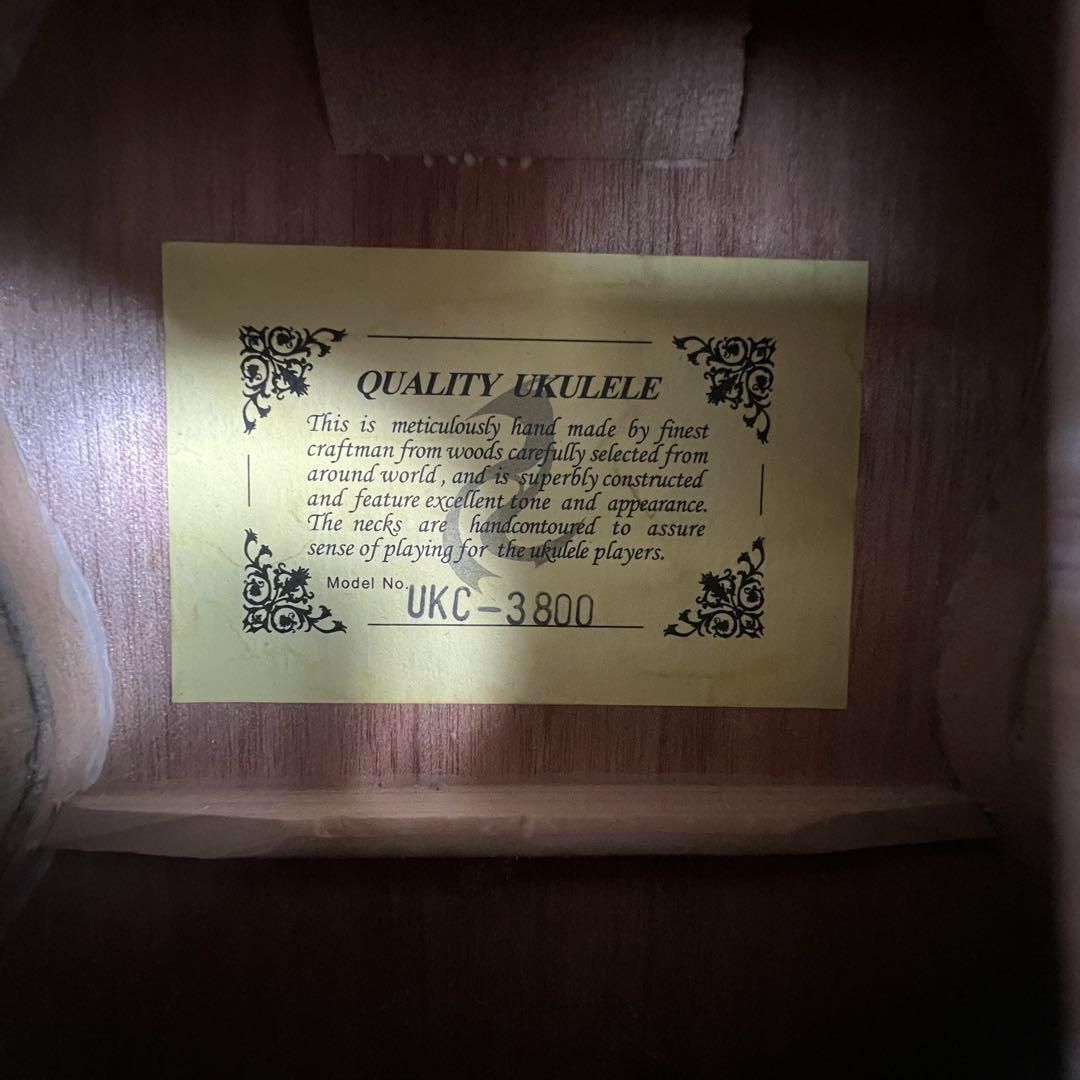 QUALITY UKULELE
This is meticulously hand made by finest
craftman from woods carefully selected from
around world, and is superbly constructed
and feature excellent tone and appearance.
The necks are handcontoured to assure
sense of playing for the ukulele players.
Model No. UKC-3800